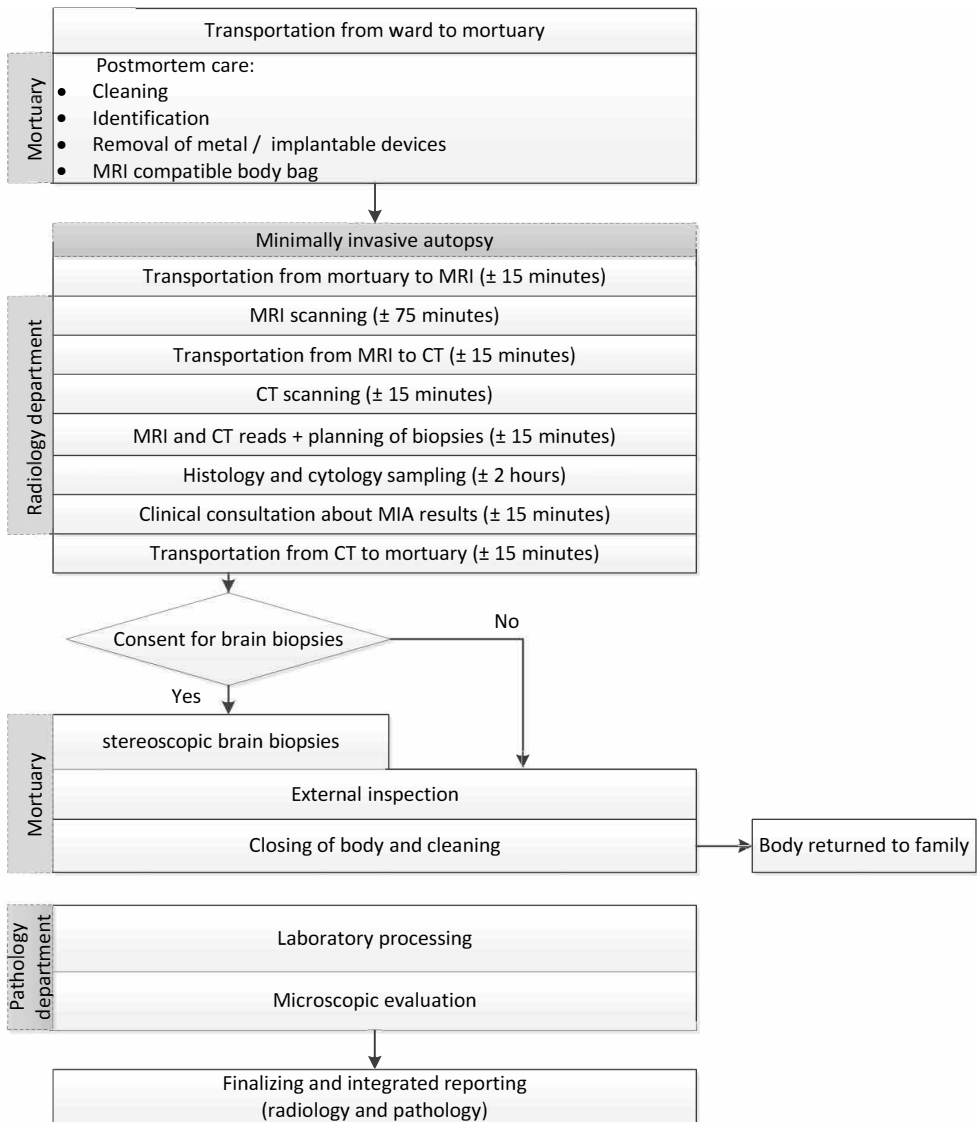 Transportation from ward to mortuary
Mortuary
Postmortem care:
• Cleaning
• Identification
• Removal of metal / implantable devices
• MRI compatible body bag
Minimally invasive autopsy
Radiology department
Transportation from mortuary to MRI (± 15 minutes)
MRI scanning (± 75 minutes)
Transportation from MRI to CT (± 15 minutes)
CT scanning (± 15 minutes)
MRI and CT reads + planning of biopsies (± 15 minutes)
Histology and cytology sampling (± 2 hours)
Clinical consultation about MIA results (± 15 minutes)
Transportation from CT to mortuary (± 15 minutes)
Consent for brain biopsies
No
Yes
Mortuary
stereoscopic brain biopsies
External inspection
Closing of body and cleaning
Body returned to family
Pathology
department
Laboratory processing
Microscopic evaluation
Finalizing and integrated reporting
(radiology and pathology)